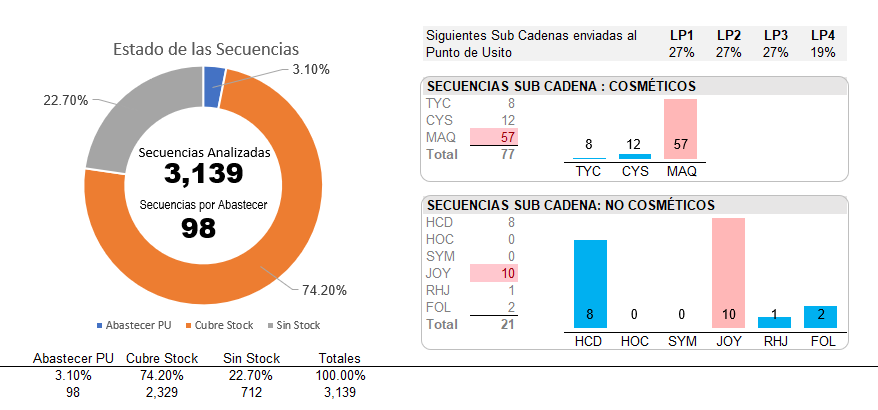 Estado de las Secuencias
3.10%
22.70%
Secuencias Analizadas
3,139
Secuencias por Abastecer
98
74.20%
Abastecer PU Cubre Stock Sin Stock
Abastecer PU Cubre Stock Sin Stock Totales
3.10% 74.20% 22.70% 100.00%
98 2,329 712 3,139
Siguientes Sub Cadenas enviadas al LP1 LP2 LP3 LP4
Punto de Usito 27% 27% 27% 19%
SECUENCIAS SUB CADENA : COSMÉTICOS
TYC 8
CYS 12
MAQ 57
Total 77
8 12 57
TYC CYS MAQ
SECUENCIAS SUB CADENA: NO COSMÉTICOS
HCD 8
HOC 0
SYM 0
JOY 10
RHJ 1
FOL 2
Total 21
8 0 0 10 1 2
HCD HOC SYM JOY RHJ FOL